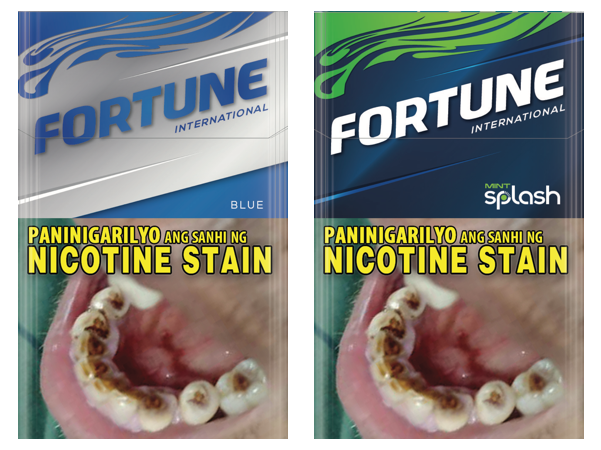 FORTUNE
INTERNATIONAL
BLUE
PANINIGARILYO ANG SANHI NG
NICOTINE STAIN
FORTUNE
INTERNATIONAL
MINT
splash
PANINIGARILYO ANG SANHI NG
NICOTINE STAIN